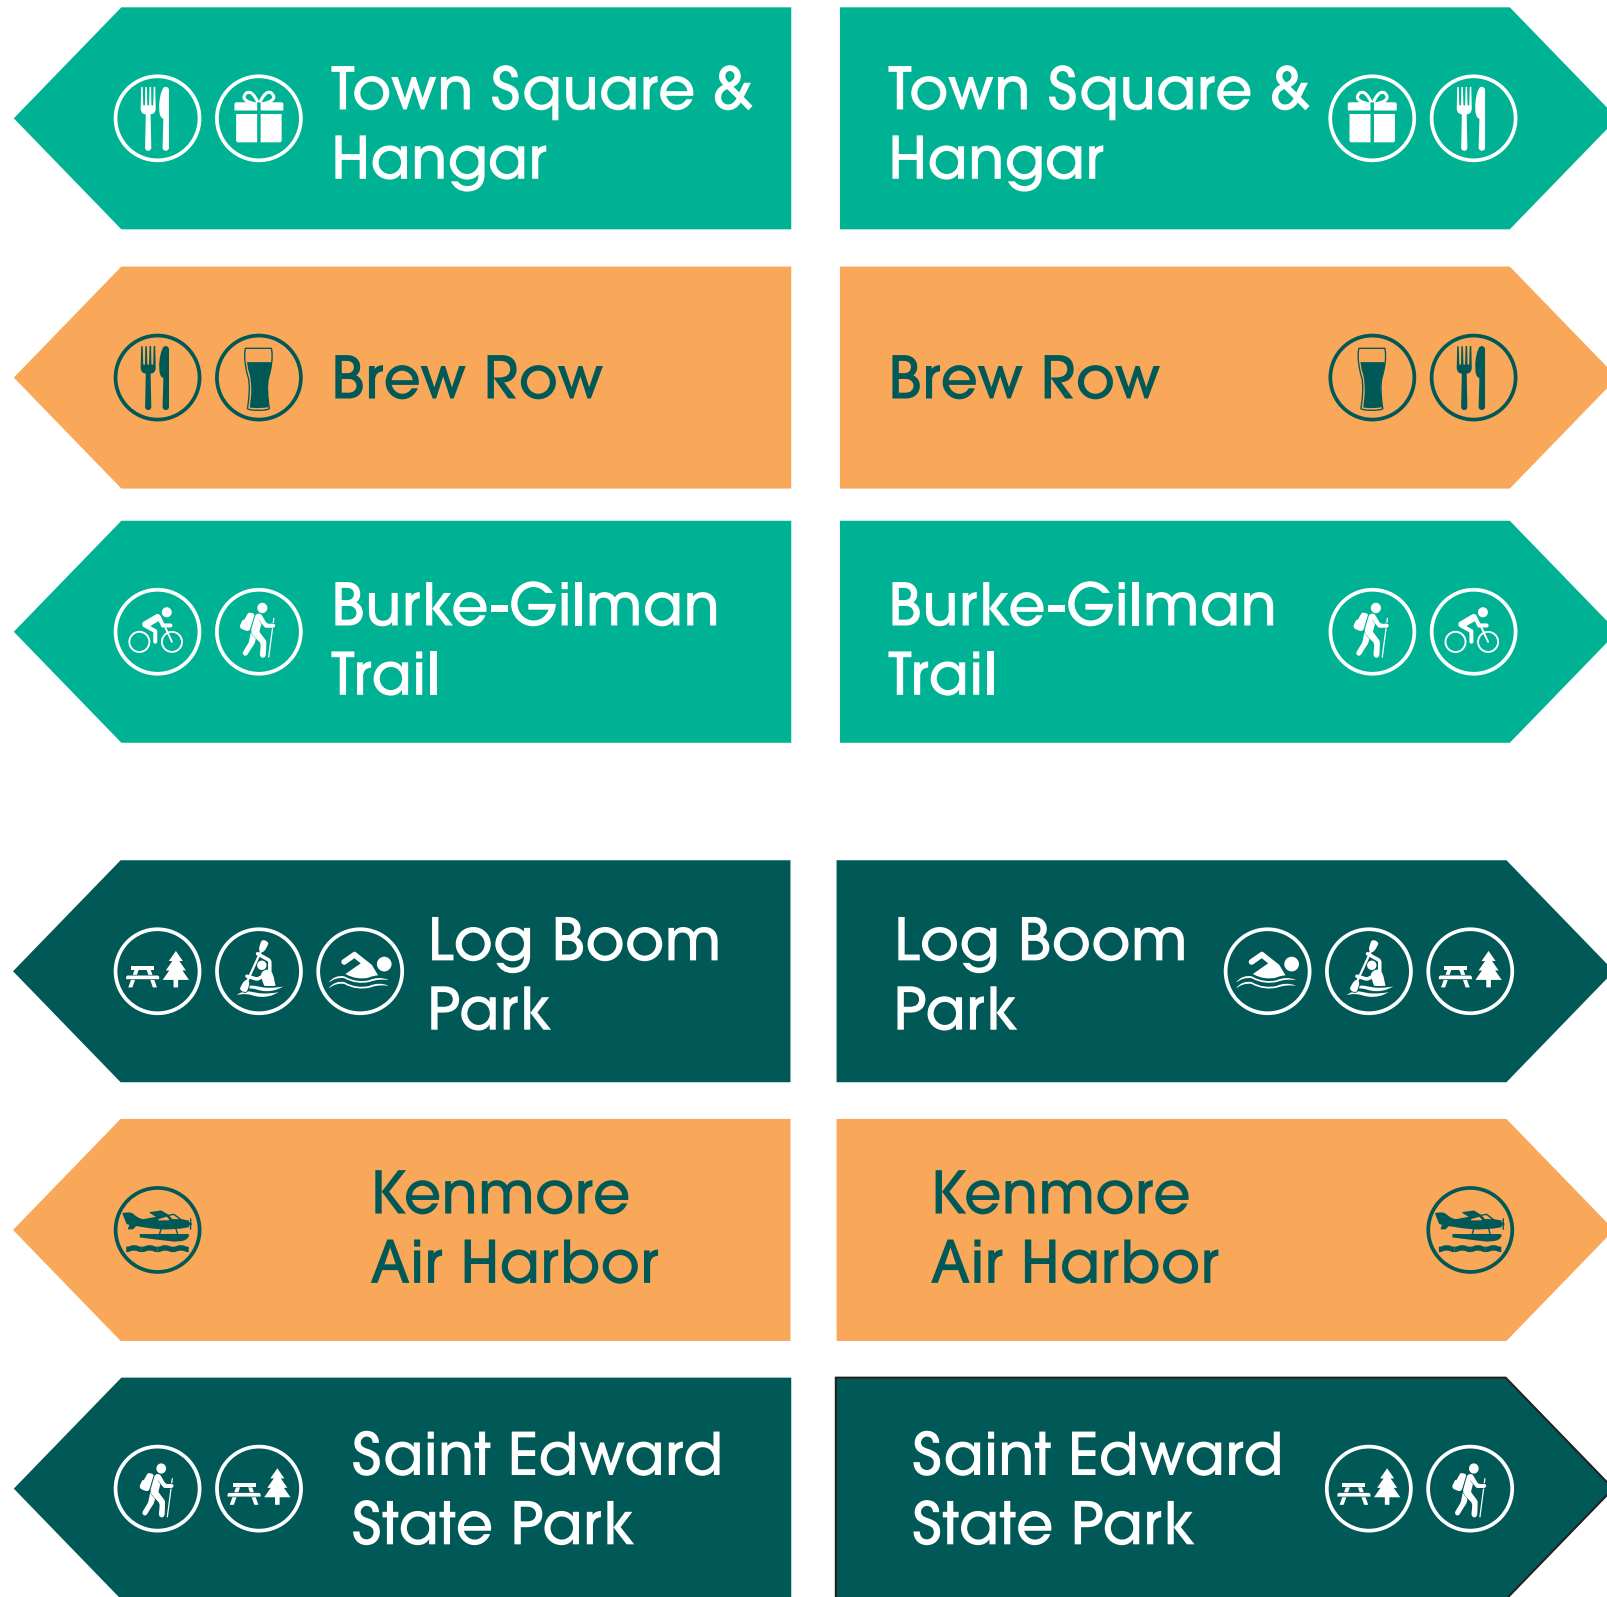 Town Square &
Hangar
Town Square &
Hangar
Brew Row
Brew Row
Burke-Gilman
Trail
Burke-Gilman
Trail
Log Boom
Park
Log Boom
Park
Kenmore
Air Harbor
Kenmore
Air Harbor
Saint Edward
State Park
Saint Edward
State Park